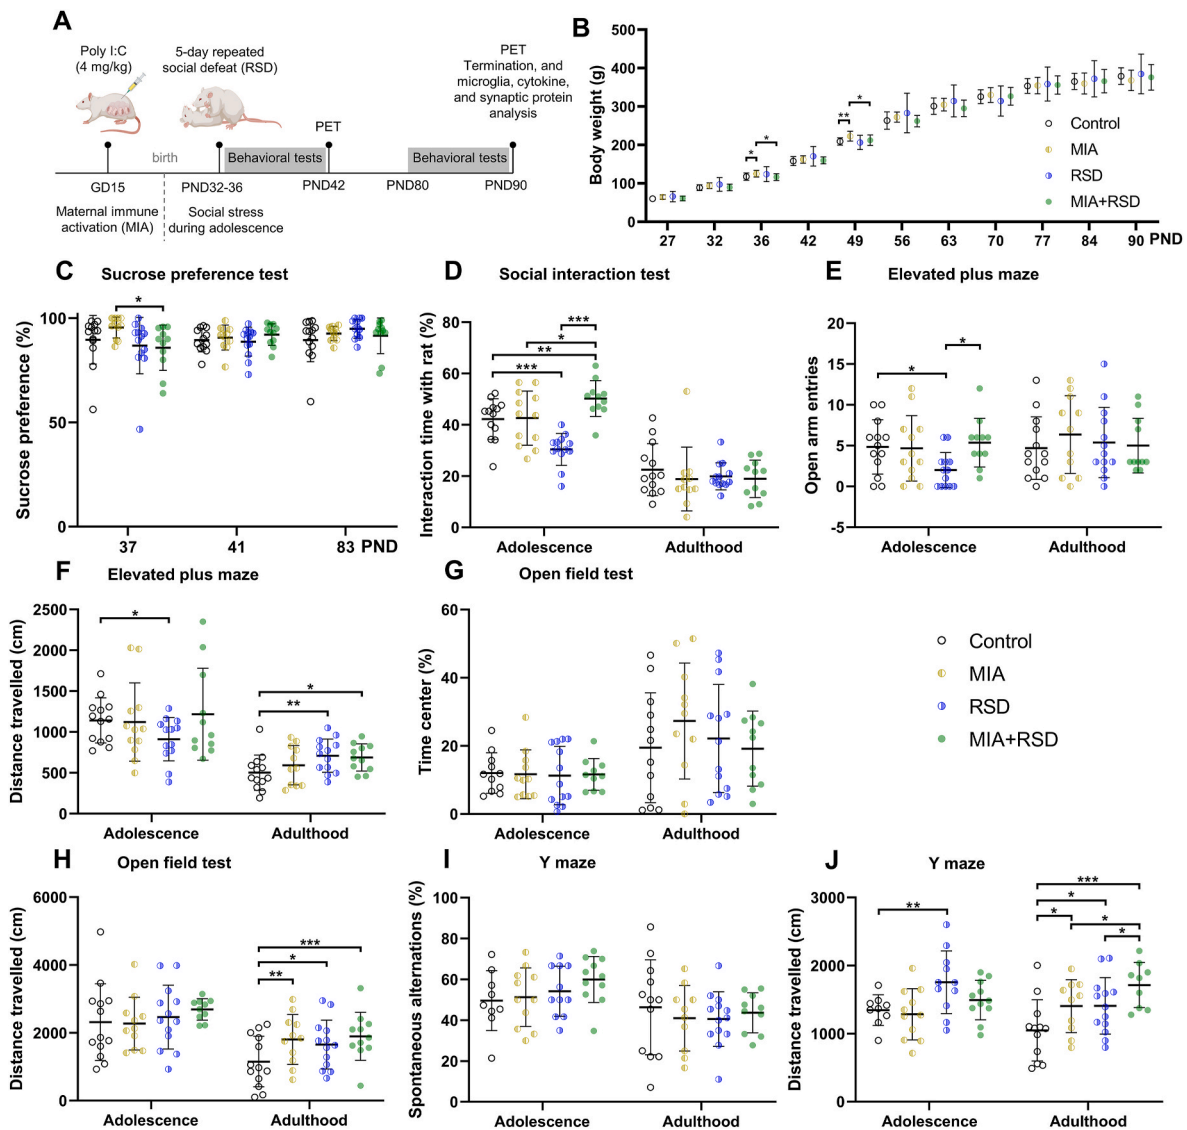 A
Poly I:C
(4 mg/kg)
5-day repeated
social defeat (RSD)
PET
Termination, and
microglia, cytokine,
and synaptic protein
analysis
PET
birth
Behavioral tests
Behavioral tests
GD15
PND32-36
PND42
PND80
PND90
Maternal immune
activation (MIA)
Social stress
during adolescence
B
Body weight (g)
500
400
300
200
100
0
*
*
**
*
Control
MIA
RSD
MIA+RSD
27 32 36 42 49 56 63 70 77 84 90 PND
C Sucrose preference test
Sucrose preference (%)
100
50
0
*
37 41 83 PND
D Social interaction test
Interaction time with rat (%)
80
60
40
20
0
***
*
**
***
Adolescence Adulthood
E Elevated plus maze
Open arm entries
20
15
10
5
0
-5
*
*
Adolescence Adulthood
F Elevated plus maze
Distance travelled (cm)
2500
2000
1500
1000
500
0
*
*
**
Adolescence Adulthood
G Open field test
Time center (%)
60
40
20
0
Adolescence Adulthood
Control
MIA
RSD
MIA+RSD
H Open field test
Distance travelled (cm)
6000
4000
2000
0
***
*
**
Adolescence Adulthood
I Y maze
Spontaneous alternations (%)
100
80
60
40
20
0
Adolescence Adulthood
J Y maze
Distance travelled (cm)
3000
2000
1000
0
**
***
*
*
*
*
Adolescence Adulthood